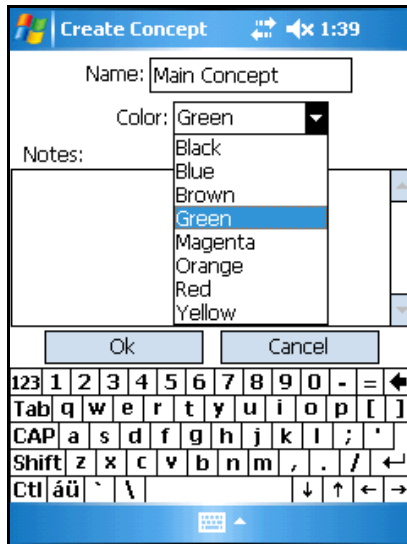 Create Concept 1:39
Name: Main Concept
Color: Green
Notes:
Black
Blue
Brown
Green
Magenta
Orange
Red
Yellow
Ok Cancel
123 1 2 3 4 5 6 7 8 9 0 - = ←
Tab q w e r t y u i o p [ ]
CAP a s d f g h j k l ; '
Shift z x c v b n m , . / ↵
Ctl áü ` \ ↓ ↑ ← →